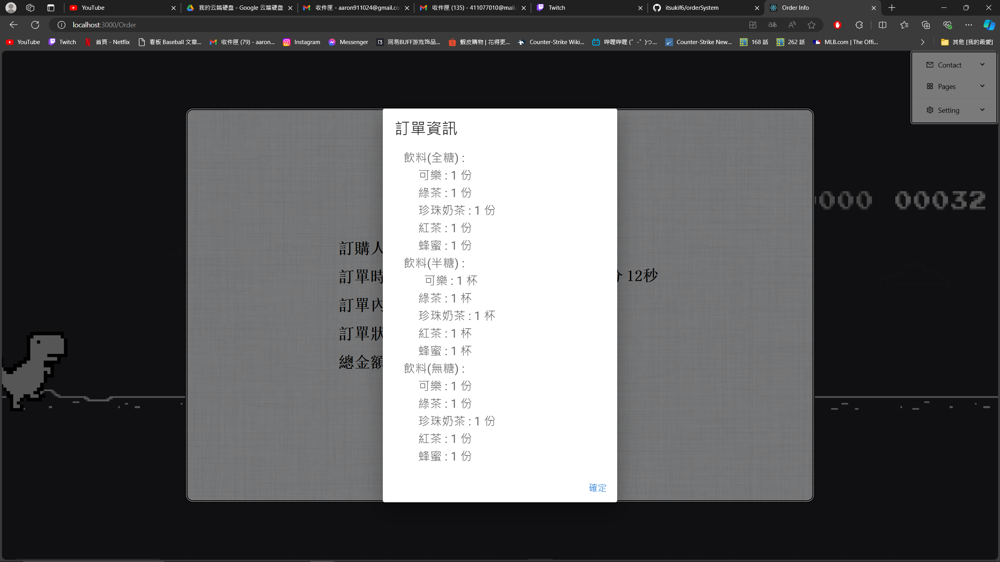 YouTube
我的云端硬盘 - Google 云端硬盘
收件匣 - aaron911024@gmail.co
收件匣 (135) - 411077010@mail.
Twitch
itsukif6/orderSystem
Order Info
localhost:3000/Order
YouTube
Twitch
首頁 - Netflix
看板 Baseball 文章...
收件匣 (79) - aaron...
Instagram
Messenger
网易BUFF游戏饰品...
蝦皮購物 | 花得更...
Counter-Strike Wiki...
哔哩哔哩 (゜-゜)つ...
Counter-Strike New...
168 話
262 話
MLB.com | The Offi...
其他 [我的最愛]
Contact
Pages
Setting
000 00032
訂單資訊
飲料(全糖) :
可樂 : 1 份
綠茶 : 1 份
珍珠奶茶 : 1 份
紅茶 : 1 份
蜂蜜 : 1 份
飲料(半糖) :
可樂 : 1 杯
綠茶 : 1 杯
珍珠奶茶 : 1 杯
紅茶 : 1 杯
蜂蜜 : 1 杯
飲料(無糖) :
可樂 : 1 份
綠茶 : 1 份
珍珠奶茶 : 1 份
紅茶 : 1 份
蜂蜜 : 1 份
確定
訂購人
訂單時 分 12秒
訂單內
訂單狀
總金額